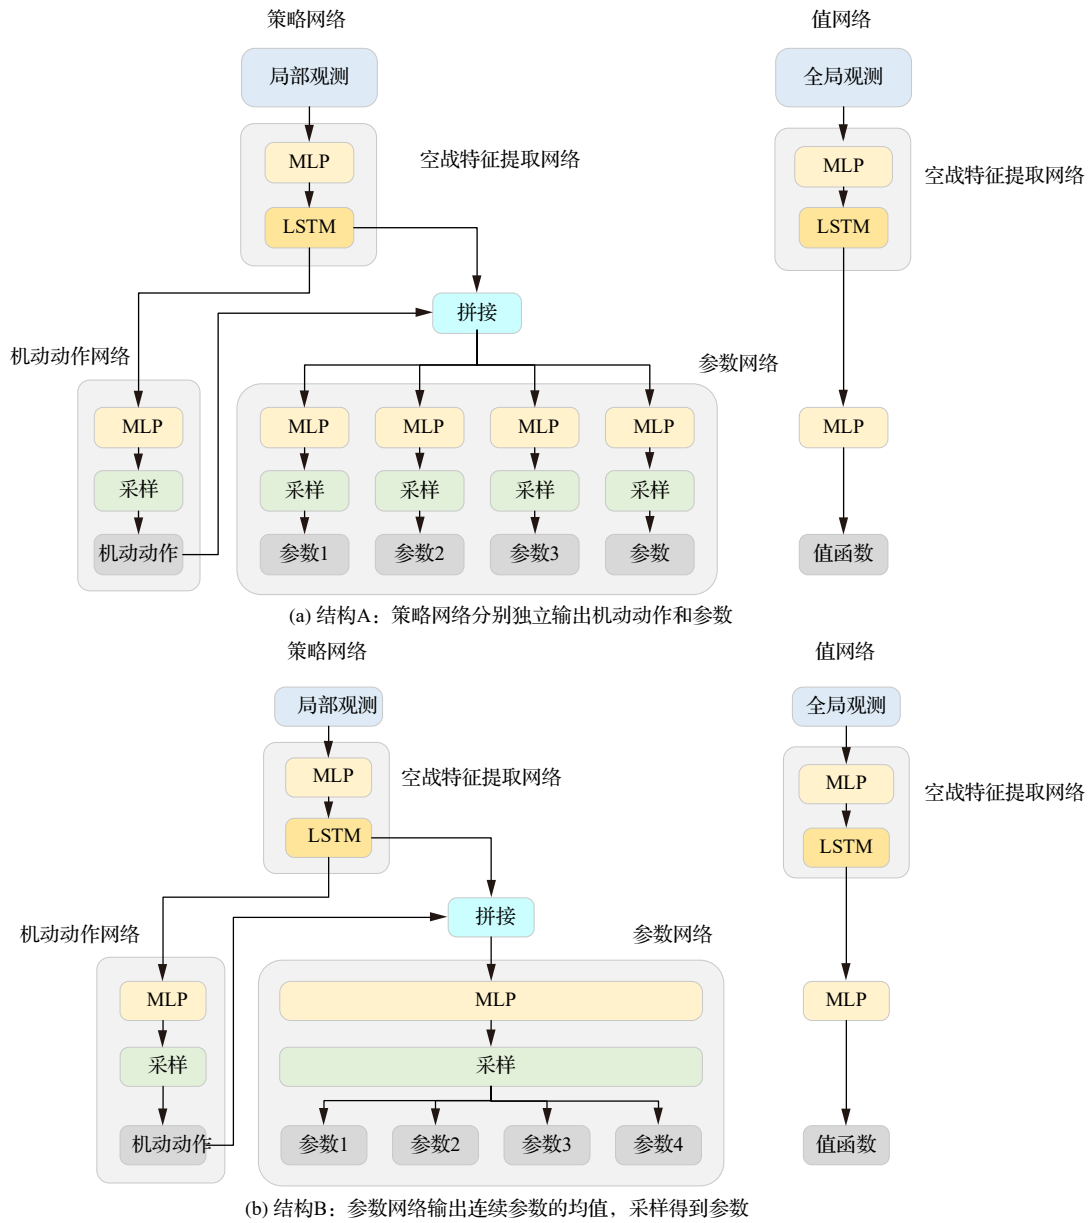 策略网络
值网络
局部观测
全局观测
MLP
空战特征提取网络
MLP
空战特征提取网络
LSTM
LSTM
拼接
机动动作网络
参数网络
MLP
MLP
MLP
MLP
MLP
MLP
采样
采样
采样
采样
采样
机动动作
参数1
参数2
参数3
参数
值函数
(a) 结构A：策略网络分别独立输出机动动作和参数
策略网络
值网络
局部观测
全局观测
MLP
空战特征提取网络
MLP
空战特征提取网络
LSTM
LSTM
拼接
机动动作网络
参数网络
MLP
MLP
MLP
采样
采样
机动动作
参数1
参数2
参数3
参数4
值函数
(b) 结构B：参数网络输出连续参数的均值，采样得到参数